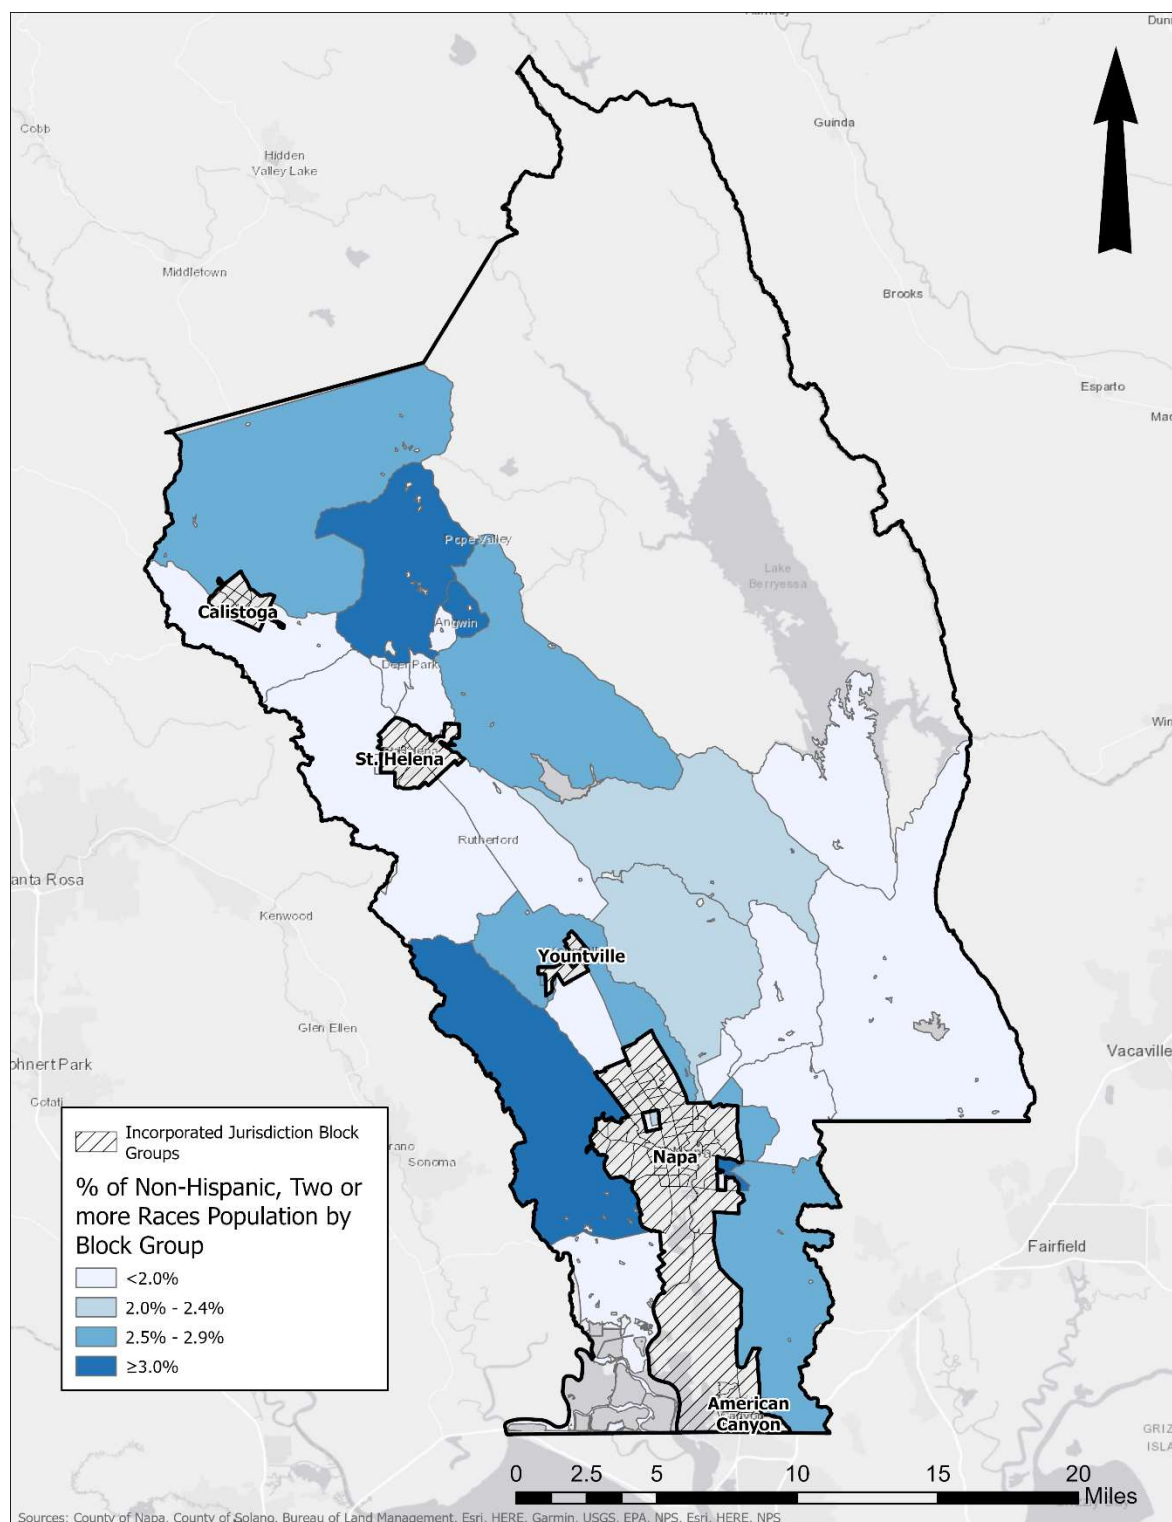 Dunn
Cobb
Guinda
Hidden
Valley Lake
Middletown
Brooks
Esparto
Mad
Pope Valley
Lake
Berryessa
Calistoga
Angwin
Deer Park
St. Helena
Win
Rutherford
anta Rosa
Kenwood
Yountville
Glen Ellen
Vacaville
ohnert Park
Cotati
Incorporated Jurisdiction Block
Groups
% of Non-Hispanic, Two or
more Races Population by
Block Group
<2.0%
2.0% - 2.4%
2.5% - 2.9%
≥3.0%
rano
Sonoma
Napa
Fairfield
American
Canyon
GRIZ
ISLA
0 2.5 5 10 15 20
Miles
Sources: County of Napa, County of Solano, Bureau of Land Management, Esri, HERE, Garmin, USGS, EPA, NPS, Esri, HERE, NPS